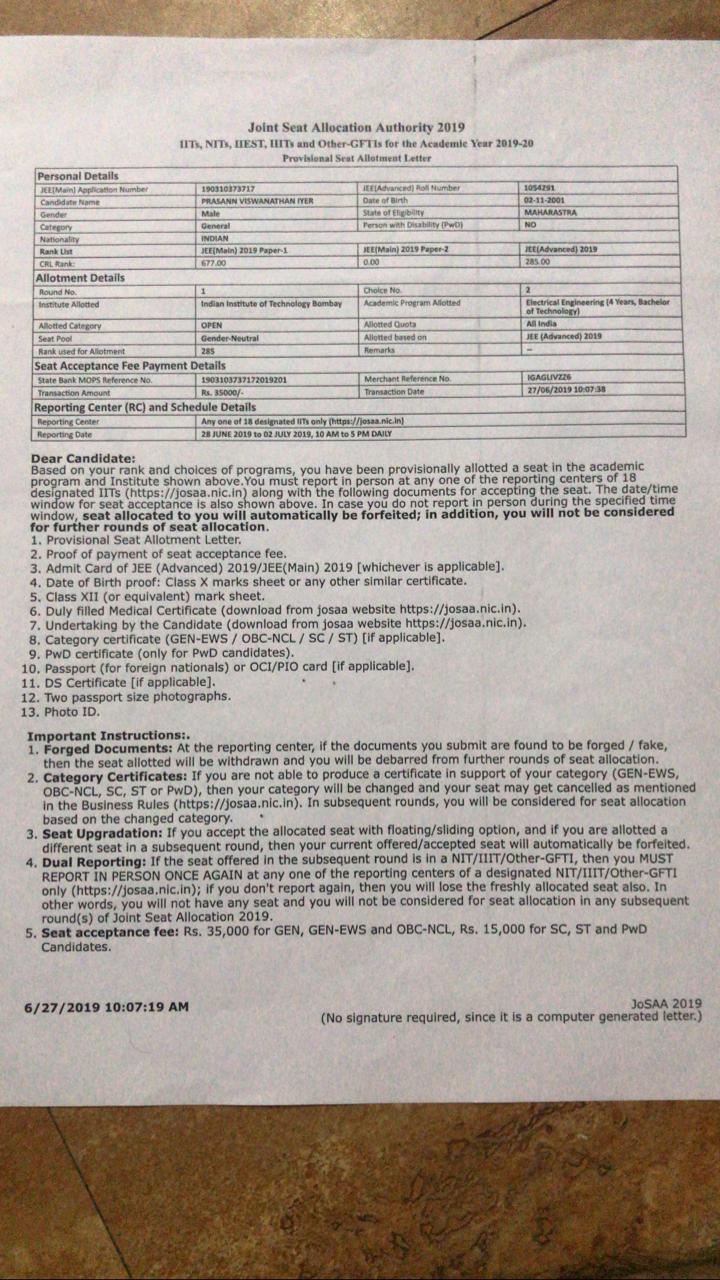 Joint Seat Allocation Authority 2019
IITs, NITs, IIEST, IIITs and Other-GFTIs for the Academic Year 2019-20
Provisional Seat Allotment Letter
Personal Details
JEE(Main) Application Number 190310373717 JEE(Advanced) Roll Number 1054291
Candidate Name PRASANN VISWANATHAN IYER Date of Birth 02-11-2001
Gender Male State of Eligibility MAHARASTRA
Category General Person with Disability (PwD) NO
Nationality INDIAN
Rank List JEE(Main) 2019 Paper-1 JEE(Main) 2019 Paper-2 JEE(Advanced) 2019
CRL Rank: 677.00 0.00 285.00
Allotment Details
Round No. 1 Choice No. 2
Institute Allotted Indian Institute of Technology Bombay Academic Program Allotted Electrical Engineering (4 Years, Bachelor
of Technology)
Allotted Category OPEN Allotted Quota All India
Seat Pool Gender-Neutral Allotted based on JEE (Advanced) 2019
Rank used for Allotment 285 Remarks --
Seat Acceptance Fee Payment Details
State Bank MOPS Reference No. 1903103737172019201 Merchant Reference No. IGAGLIVZZ6
Transaction Amount Rs. 35000/- Transaction Date 27/06/2019 10:07:38
Reporting Center (RC) and Schedule Details
Reporting Center Any one of 18 designated IITs only (https://josaa.nic.in)
Reporting Date 28 JUNE 2019 to 02 JULY 2019, 10 AM to 5 PM DAILY
Dear Candidate:
Based on your rank and choices of programs, you have been provisionally allotted a seat in the academic
program and Institute shown above.You must report in person at any one of the reporting centers of 18
designated IITs (https://josaa.nic.in) along with the following documents for accepting the seat. The date/time
window for seat acceptance is also shown above. In case you do not report in person during the specified time
window, seat allocated to you will automatically be forfeited; in addition, you will not be considered
for further rounds of seat allocation.
1. Provisional Seat Allotment Letter.
2. Proof of payment of seat acceptance fee.
3. Admit Card of JEE (Advanced) 2019/JEE(Main) 2019 [whichever is applicable].
4. Date of Birth proof: Class X marks sheet or any other similar certificate.
5. Class XII (or equivalent) mark sheet.
6. Duly filled Medical Certificate (download from josaa website https://josaa.nic.in).
7. Undertaking by the Candidate (download from josaa website https://josaa.nic.in).
8. Category certificate (GEN-EWS / OBC-NCL / SC / ST) [if applicable].
9. PwD certificate (only for PwD candidates).
10. Passport (for foreign nationals) or OCI/PIO card [if applicable].
11. DS Certificate [if applicable].
12. Two passport size photographs.
13. Photo ID.
Important Instructions:.
1. Forged Documents: At the reporting center, if the documents you submit are found to be forged / fake,
then the seat allotted will be withdrawn and you will be debarred from further rounds of seat allocation.
2. Category Certificates: If you are not able to produce a certificate in support of your category (GEN-EWS,
OBC-NCL, SC, ST or PwD), then your category will be changed and your seat may get cancelled as mentioned
in the Business Rules (https://josaa.nic.in). In subsequent rounds, you will be considered for seat allocation
based on the changed category.
3. Seat Upgradation: If you accept the allocated seat with floating/sliding option, and if you are allotted a
different seat in a subsequent round, then your current offered/accepted seat will automatically be forfeited.
4. Dual Reporting: If the seat offered in the subsequent round is in a NIT/IIIT/Other-GFTI, then you MUST
REPORT IN PERSON ONCE AGAIN at any one of the reporting centers of a designated NIT/IIIT/Other-GFTI
only (https://josaa.nic.in); if you don't report again, then you will lose the freshly allocated seat also. In
other words, you will not have any seat and you will not be considered for seat allocation in any subsequent
round(s) of Joint Seat Allocation 2019.
5. Seat acceptance fee: Rs. 35,000 for GEN, GEN-EWS and OBC-NCL, Rs. 15,000 for SC, ST and PwD
Candidates.
6/27/2019 10:07:19 AM JoSAA 2019
(No signature required, since it is a computer generated letter.)